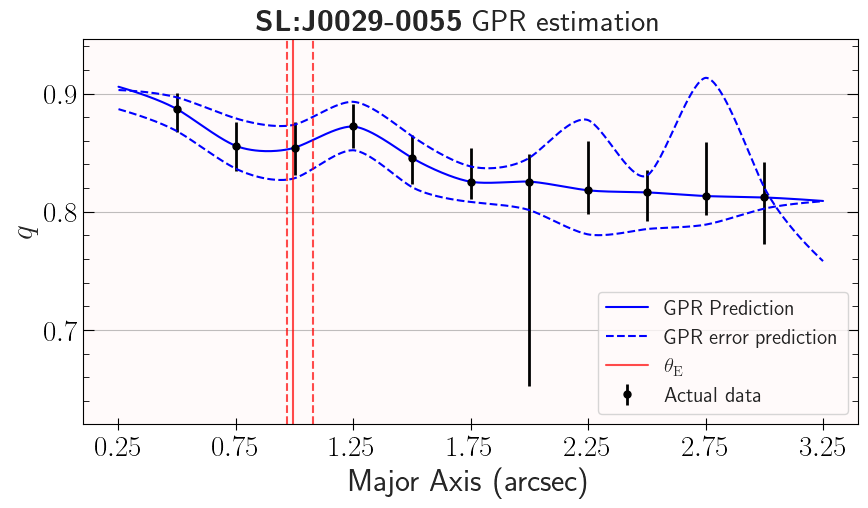 SL:J0029-0055 GPR estimation
q
0.9
0.8
0.7
GPR Prediction
GPR error prediction
θ_E
Actual data
0.25 0.75 1.25 1.75 2.25 2.75 3.25
Major Axis (arcsec)